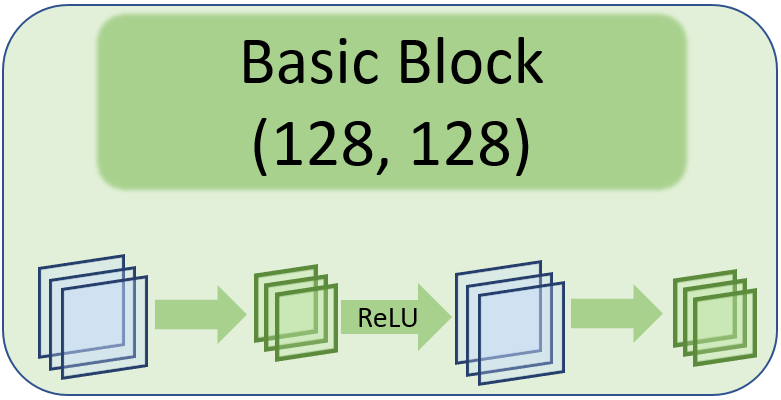 Basic Block
(128, 128)
ReLU